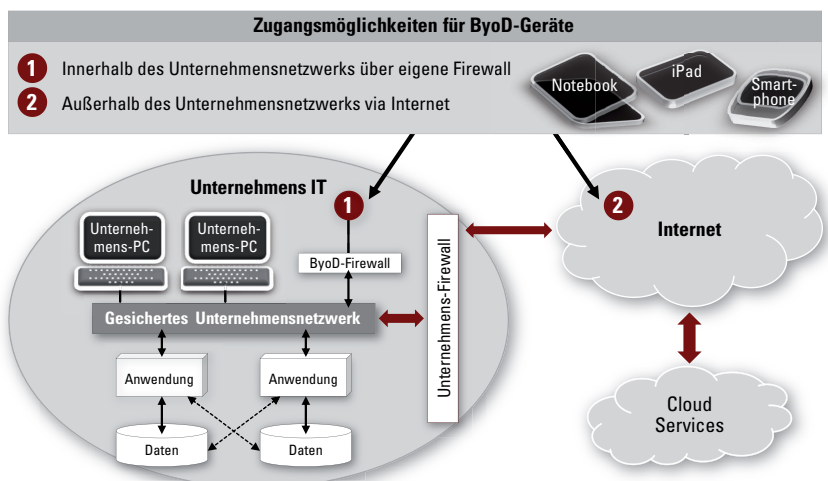 Zugangsmöglichkeiten für ByoD-Geräte
1 Innerhalb des Unternehmensnetzwerks über eigene Firewall
2 Außerhalb des Unternehmensnetzwerks via Internet
Notebook
iPad
Smart-
phone
Unternehmens IT
1
2
Unterneh-
mens-PC
Unterneh-
mens-PC
ByoD-Firewall
Internet
Gesichertes Unternehmensnetzwerk
Unternehmens-Firewall
Anwendung
Anwendung
Daten
Daten
Cloud
Services